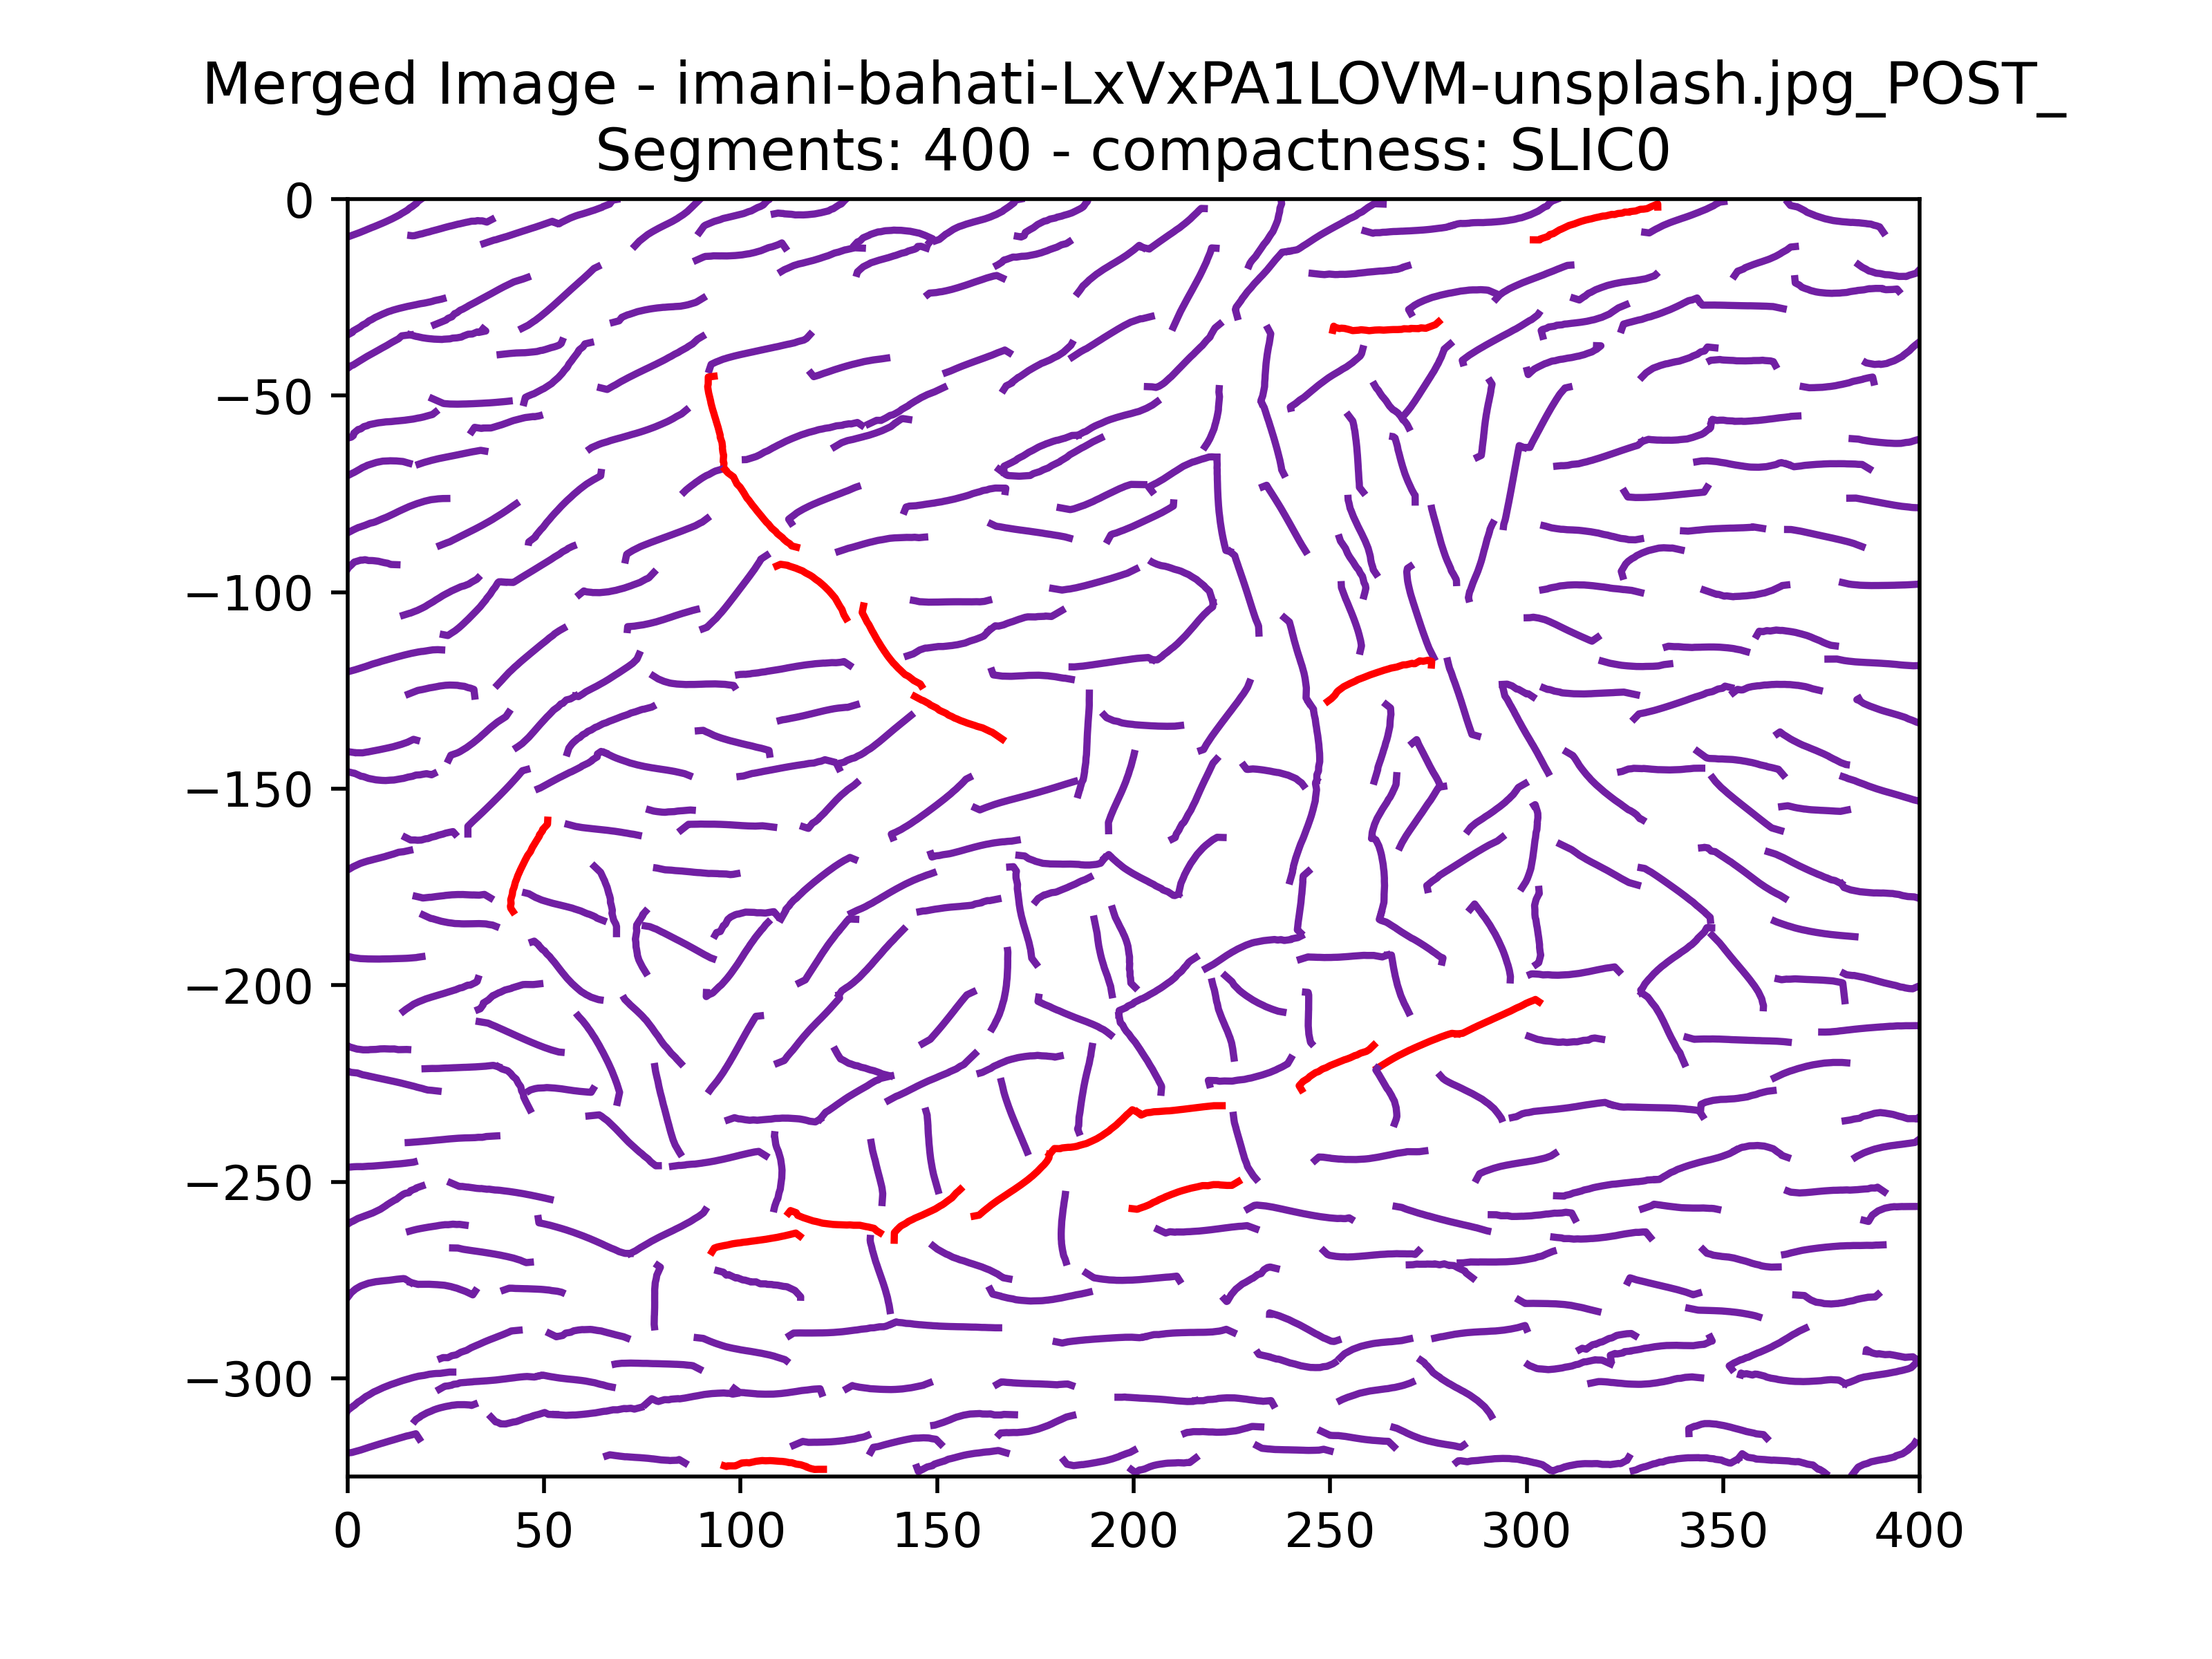 Merged Image - imani-bahati-LxVxPA1LOVM-unsplash.jpg_POST_
Segments: 400 - compactness: SLIC0
0
−50
−100
−150
−200
−250
−300
0 50 100 150 200 250 300 350 400